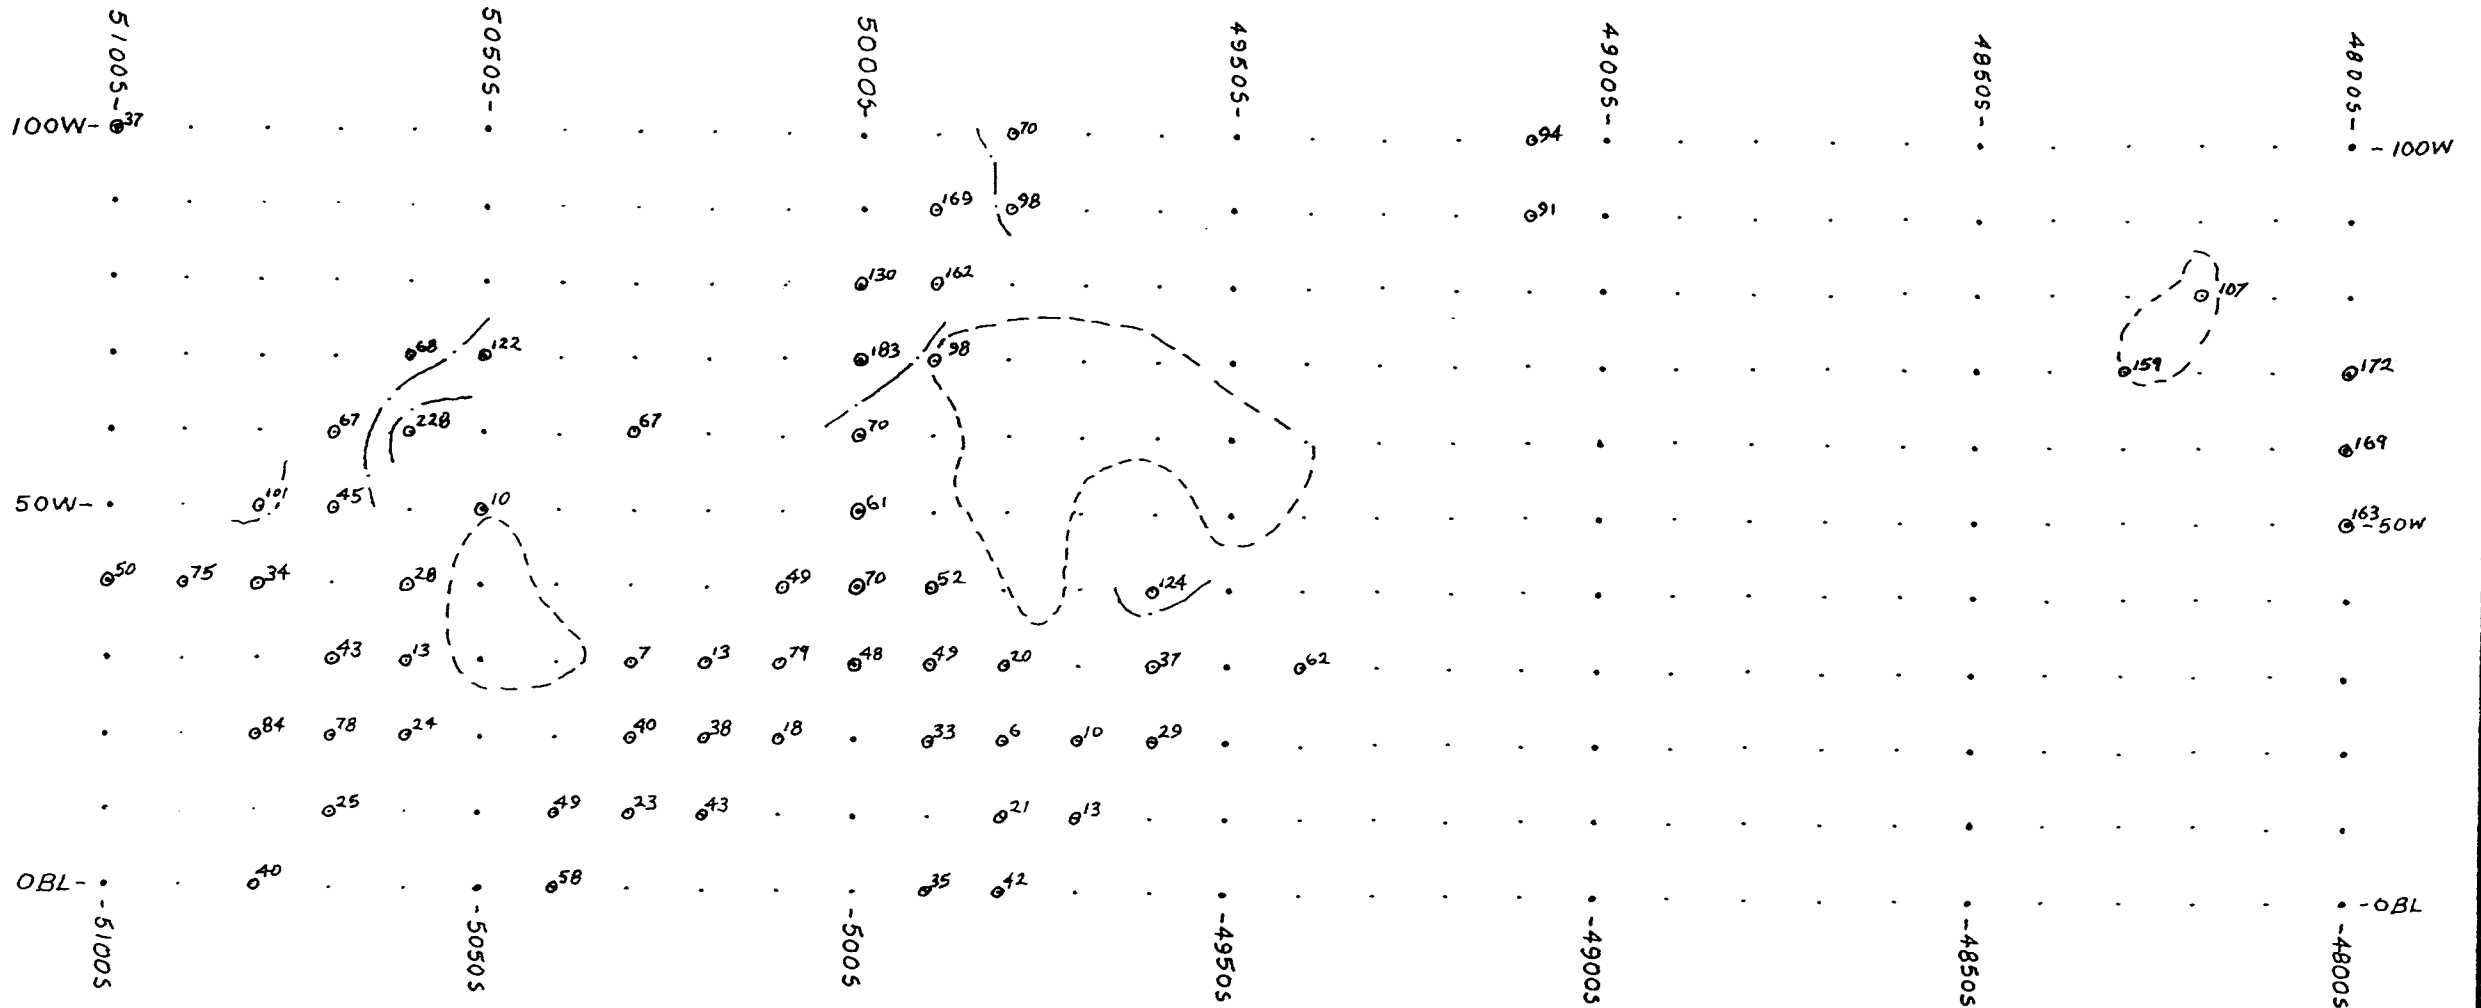 5100S- 5050S- 5000S- 4950S- 4900S- 4850S- 4800S-
100W- 37 70 94 -100W
169 98 91
130 162 107
68 122 183 98 159 172
67 228 67 70 169
50W- 101 45 10 61 163 -50W
50 75 34 28 49 70 52 124
43 13 7 13 79 48 49 20 37 62
84 78 24 40 38 18 33 6 10 29
25 49 23 43 21 13
OBL- 40 58 35 42 -OBL
-5100S -5050S -5000S -4950S -4900S -4850S -4800S